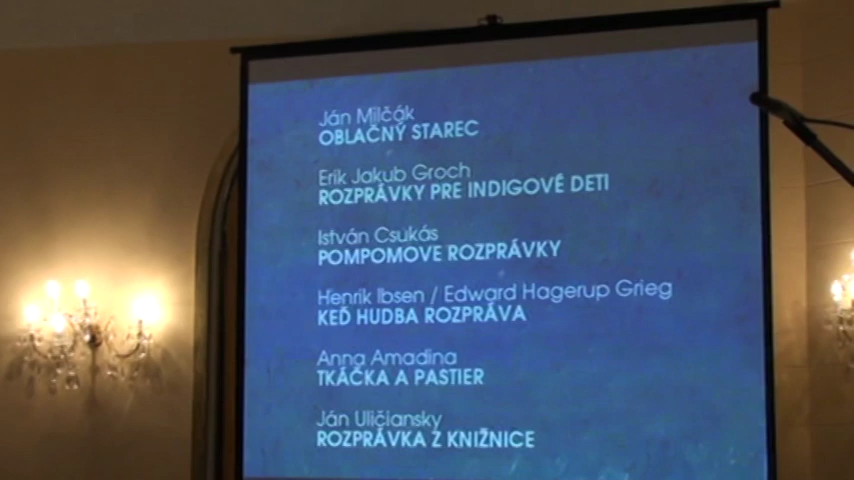 Ján Milčák
OBLAČNÝ STAREC
Erik Jakub Groch
ROZPRÁVKY PRE INDIGOVÉ DETI
István Csukás
POMPOMOVE ROZPRÁVKY
Henrik Ibsen / Edward Hagerup Grieg
KEĎ HUDBA ROZPRÁVA
Anna Amadina
TKÁČKA A PASTIER
Ján Uličiansky
ROZPRÁVKA Z KNIŽNICE